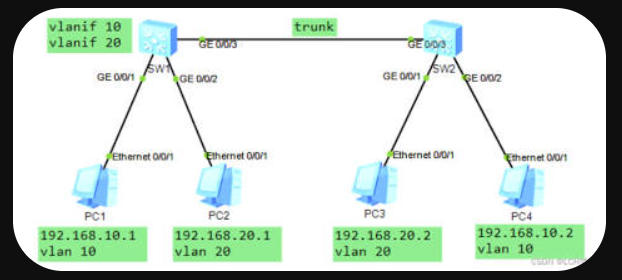 vlanif 10
vlanif 20
trunk
GE 0/0/3
GE 0/0/3
SW1
SW2
GE 0/0/1
GE 0/0/2
GE 0/0/1
GE 0/0/2
Ethernet 0/0/1
Ethernet 0/0/1
Ethernet 0/0/1
Ethernet 0/0/1
PC1
PC2
PC3
PC4
192.168.10.1
vlan 10
192.168.20.1
vlan 20
192.168.20.2
vlan 20
192.168.10.2
vlan 10